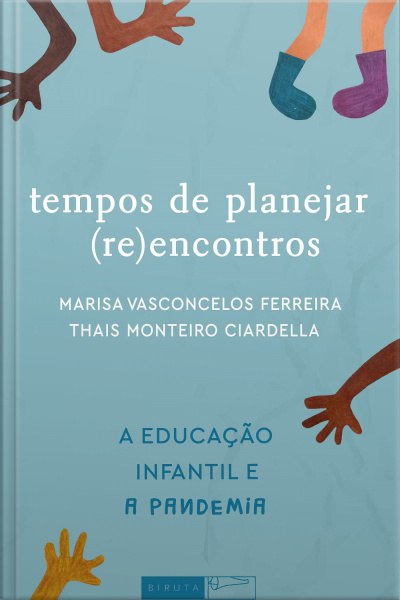 tempos de planejar
(re)encontros
MARISA VASCONCELOS FERREIRA
THAIS MONTEIRO CIARDELLA
A EDUCAÇÃO
INFANTIL E
A PANDEMIA
BIRUTA